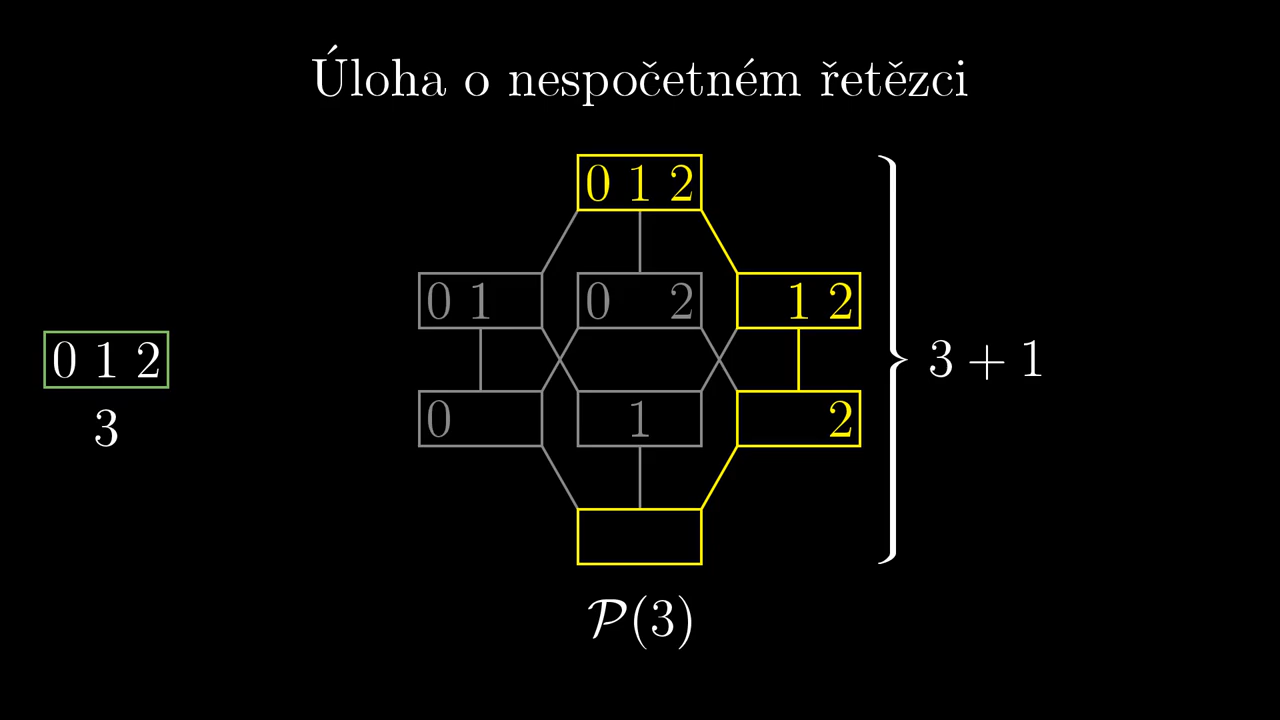 Úloha o nespočetném řetězci
0 1 2
0 1
0 2
1 2
0 1 2
3 + 1
0
1
2
3
𝒫(3)